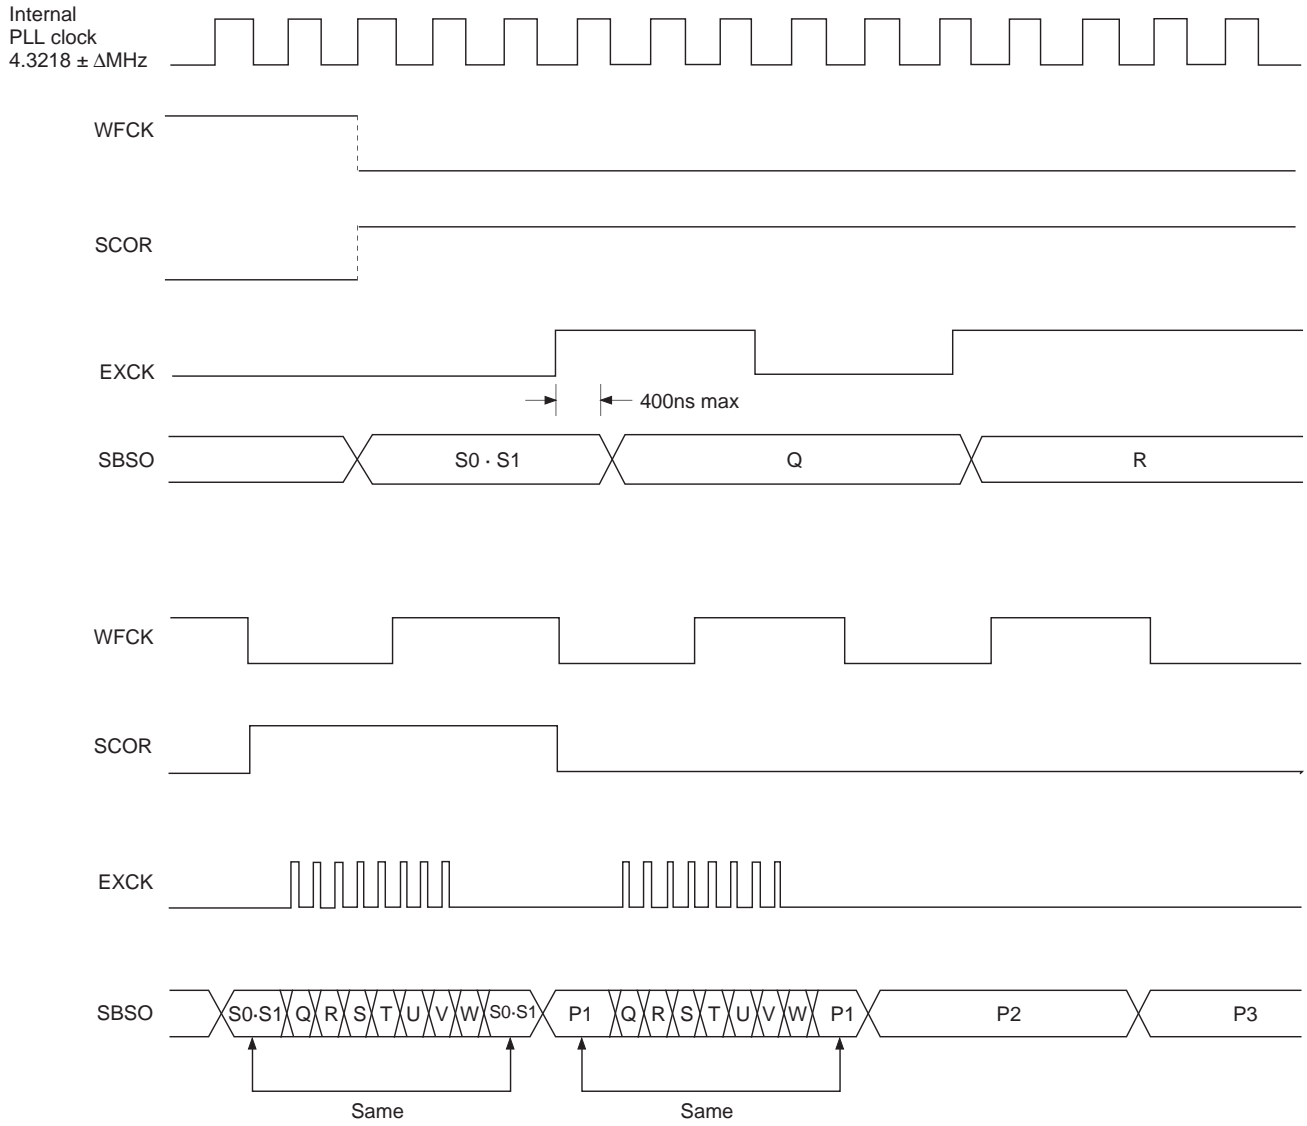 Internal
PLL clock
4.3218 ± ΔMHz
WFCK
SCOR
EXCK
400ns max
SBSO
S0 · S1
Q
R
WFCK
SCOR
EXCK
SBSO
S0·S1
Q
R
S
T
U
V
W
S0·S1
P1
Q
R
S
T
U
V
W
P1
P2
P3
Same
Same